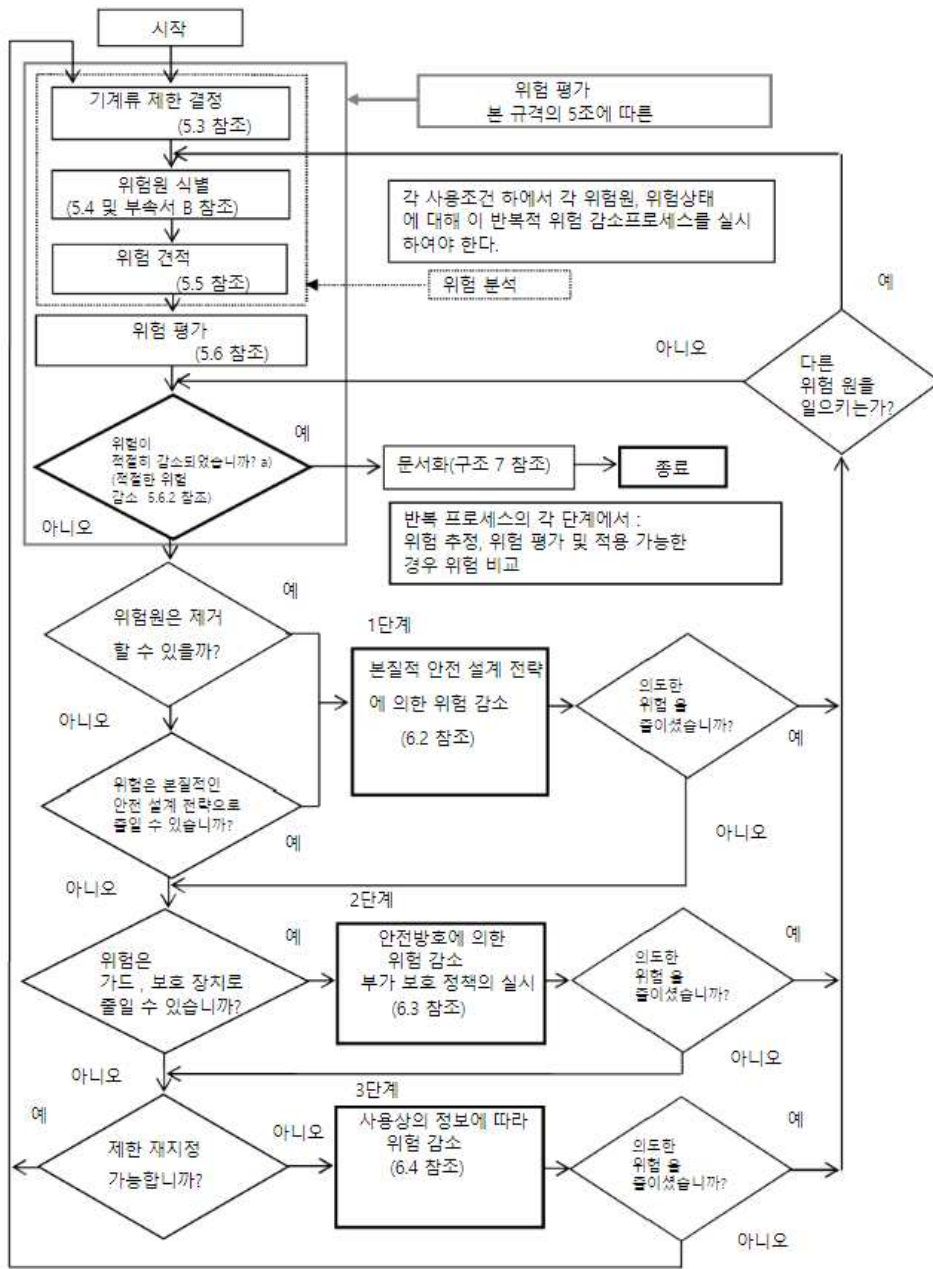 시작
기계류 제한 결정
(5.3 참조)
위험 평가
본 규격의 5조에 따른
위험원 식별
(5.4 및 부속서 B 참조)
각 사용조건 하에서 각 위험원, 위험상태
에 대해 이 반복적 위험 감소프로세스를 실시
하여야 한다.
위험 견적
(5.5 참조)
위험 분석
예
위험 평가
(5.6 참조)
아니오
다른
위험 원을
일으키는가?
위험이
적절히 감소되었습니까? a)
(적절한 위험
감소 5.6.2 참조)
예
문서화(구조 7 참조)
종료
아니오
반복 프로세스의 각 단계에서 :
위험 추정, 위험 평가 및 적용 가능한
경우 위험 비교
위험원은 제거
할 수 있을까?
예
1단계
본질적 안전 설계 전략
에 의한 위험 감소
(6.2 참조)
의도한
위험 을
줄이셨습니까?
예
아니오
위험은 본질적인
안전 설계 전략으로
줄일 수 있습니까?
예
아니오
아니오
2단계
위험은
가드 , 보호 장치로
줄일 수 있습니까?
예
안전방호에 의한
위험 감소
부가 보호 정책의 실시
(6.3 참조)
의도한
위험 을
줄이셨습니까?
예
아니오
아니오
3단계
예
제한 재지정
가능합니까?
아니오
사용상의 정보에 따라
위험 감소
(6.4 참조)
의도한
위험 을
줄이셨습니까?
예
아니오